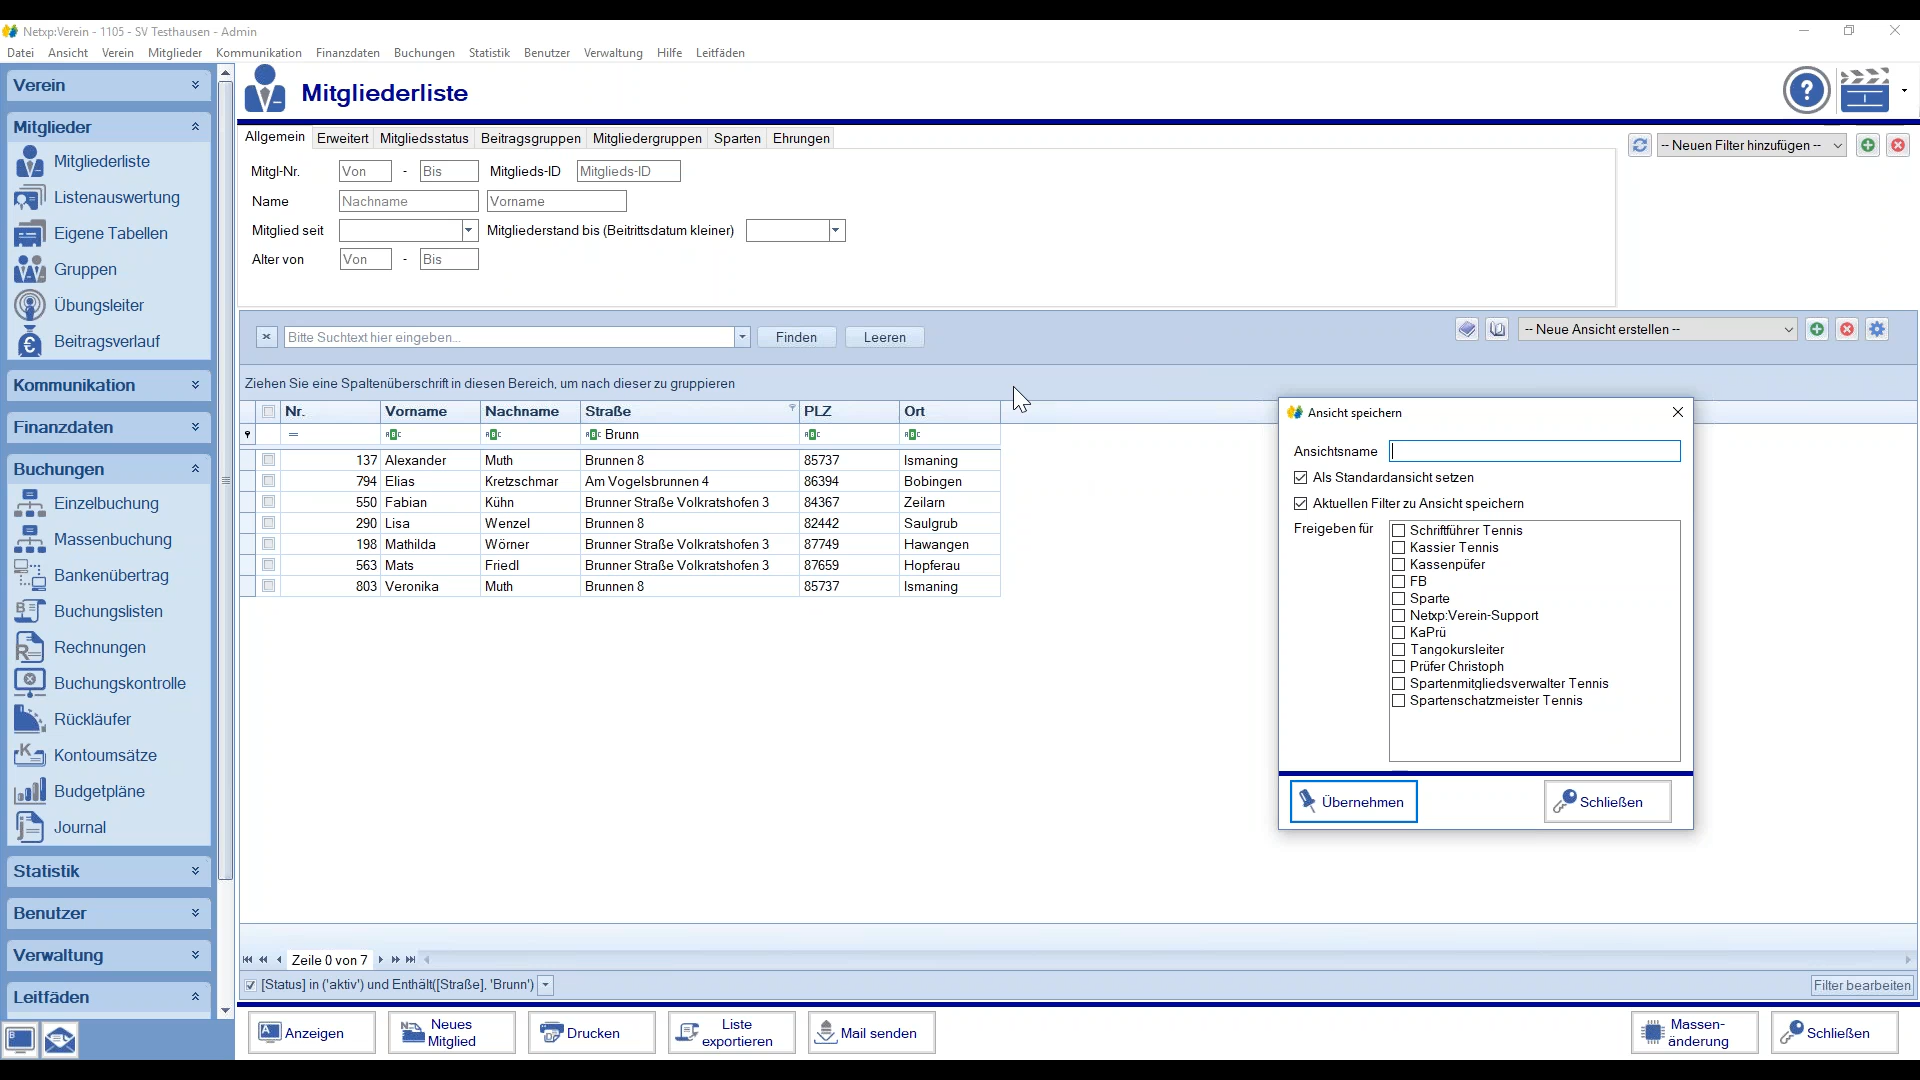 Netxp:Verein - 1105 - SV Testhausen - Admin
Datei Ansicht Verein Mitglieder Kommunikation Finanzdaten Buchungen Statistik Benutzer Verwaltung Hilfe Leitfäden
Verein
Mitglieder
Mitgliederliste
Listenauswertung
Eigene Tabellen
Gruppen
Übungsleiter
Beitragsverlauf
Kommunikation
Finanzdaten
Buchungen
Einzelbuchung
Massenbuchung
Bankenübertrag
Buchungslisten
Rechnungen
Buchungskontrolle
Rückläufer
Kontoumsätze
Budgetpläne
Journal
Statistik
Benutzer
Verwaltung
Leitfäden
Mitgliederliste
Allgemein Erweitert Mitgliedsstatus Beitragsgruppen Mitgliedergruppen Sparten Ehrungen
-- Neuen Filter hinzufügen --
Mitgl-Nr. Von - Bis Mitglieds-ID Mitglieds-ID
Name Nachname Vorname
Mitglied seit Mitgliederstand bis (Beitrittsdatum kleiner)
Alter von Von - Bis
Bitte Suchtext hier eingeben... Finden Leeren
-- Neue Ansicht erstellen --
Ziehen Sie eine Spaltenüberschrift in diesen Bereich, um nach dieser zu gruppieren
Nr. Vorname Nachname Straße PLZ Ort
= ABC ABC ABC Brunn ABC ABC
137 Alexander Muth Brunnen 8 85737 Ismaning
794 Elias Kretzschmar Am Vogelsbrunnen 4 86394 Bobingen
550 Fabian Kühn Brunner Straße Volkratshofen 3 84367 Zeilarn
290 Lisa Wenzel Brunnen 8 82442 Saulgrub
198 Mathilda Wörner Brunner Straße Volkratshofen 3 87749 Hawangen
563 Mats Friedl Brunner Straße Volkratshofen 3 87659 Hopferau
803 Veronika Muth Brunnen 8 85737 Ismaning
Ansicht speichern
Ansichtsname
Als Standardansicht setzen
Aktuellen Filter zu Ansicht speichern
Freigeben für
Schriftführer Tennis
Kassier Tennis
Kassenpüfer
FB
Sparte
Netxp:Verein-Support
KaPrü
Tangokursleiter
Prüfer Christoph
Spartenmitgliedsverwalter Tennis
Spartenschatzmeister Tennis
Übernehmen Schließen
Zeile 0 von 7
[Status] in ('aktiv') und Enthält([Straße], 'Brunn')
Filter bearbeiten
Anzeigen
Neues
Mitglied
Drucken
Liste
exportieren
Mail senden
Massen-
änderung
Schließen